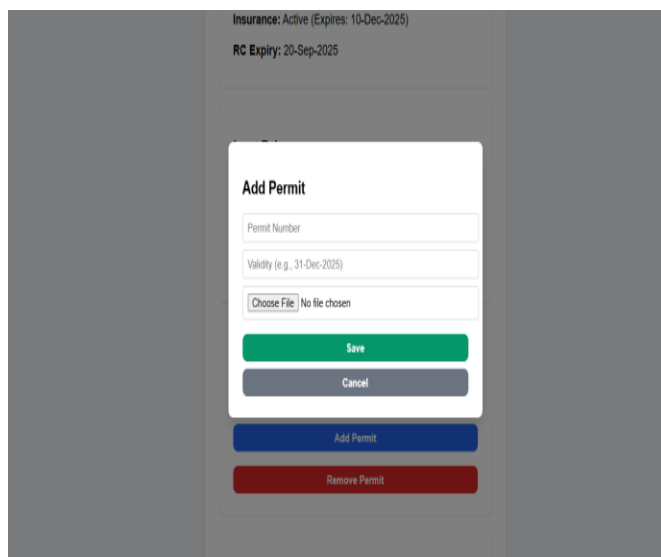 Insurance: Active (Expires: 10-Dec-2025)
RC Expiry: 20-Sep-2025
Add Permit
Permit Number
Validity (e.g., 31-Dec-2025)
Choose File No file chosen
Save
Cancel
Add Permit
Remove Permit